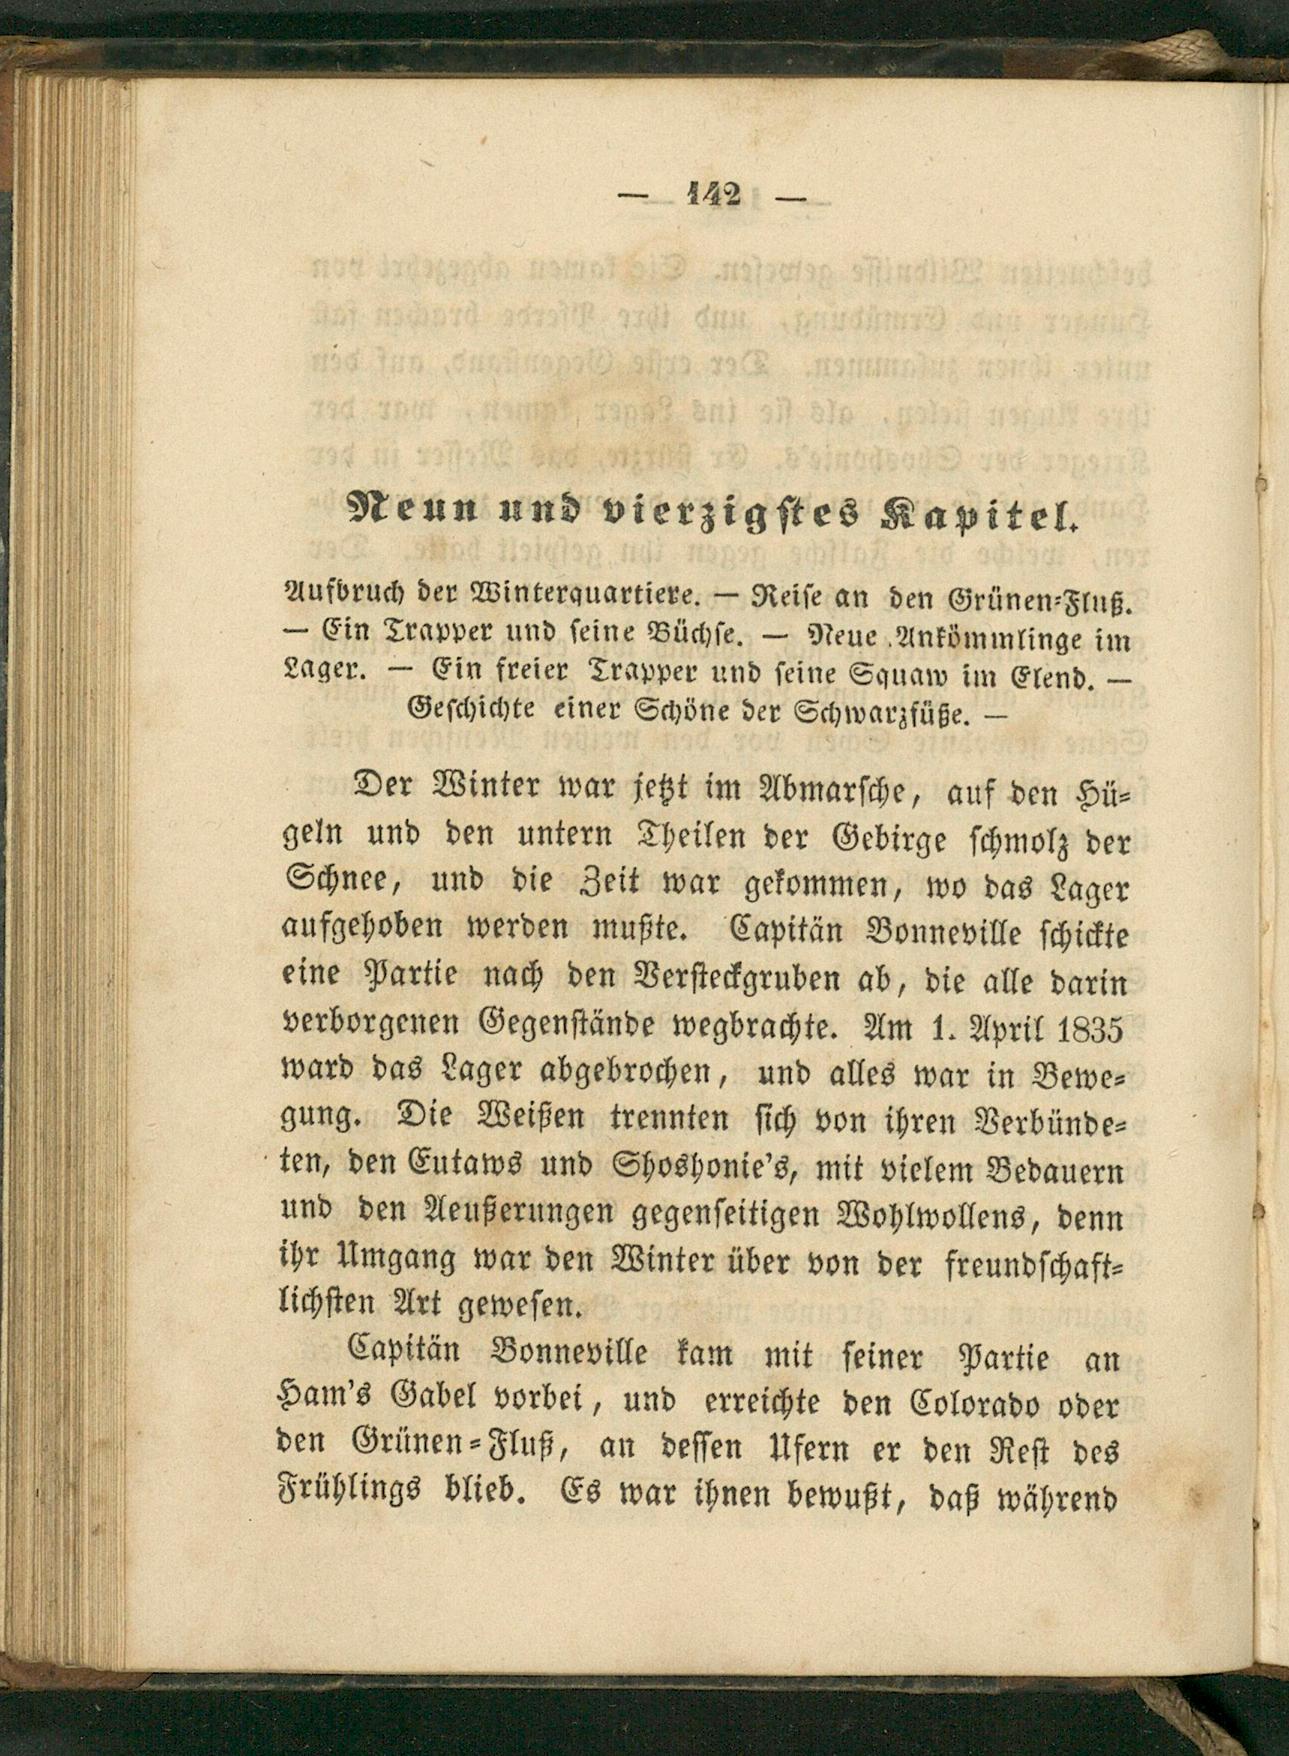 — 142 —
Neun und vierzigstes Kapitel.
Aufbruch der Winterquartiere. — Reise an den Grünen-Fluß.
— Ein Trapper und seine Büchse. — Neue Ankömmlinge im
Lager. — Ein freier Trapper und seine Squaw im Elend. —
Geschichte einer Schöne der Schwarzfüße. —
Der Winter war jetzt im Abmarsche, auf den Hü-
geln und den untern Theilen der Gebirge schmolz der
Schnee, und die Zeit war gekommen, wo das Lager
aufgehoben werden mußte. Capitän Bonneville schickte
eine Partie nach den Versteckgruben ab, die alle darin
verborgenen Gegenstände wegbrachte. Am 1. April 1835
ward das Lager abgebrochen, und alles war in Bewe-
gung. Die Weißen trennten sich von ihren Verbünde-
ten, den Eutaws und Shoshonie's, mit vielem Bedauern
und den Aeußerungen gegenseitigen Wohlwollens, denn
ihr Umgang war den Winter über von der freundschaft-
lichsten Art gewesen.
Capitän Bonneville kam mit seiner Partie an
Ham's Gabel vorbei, und erreichte den Colorado oder
den Grünen-Fluß, an dessen Ufern er den Rest des
Frühlings blieb. Es war ihnen bewußt, daß während